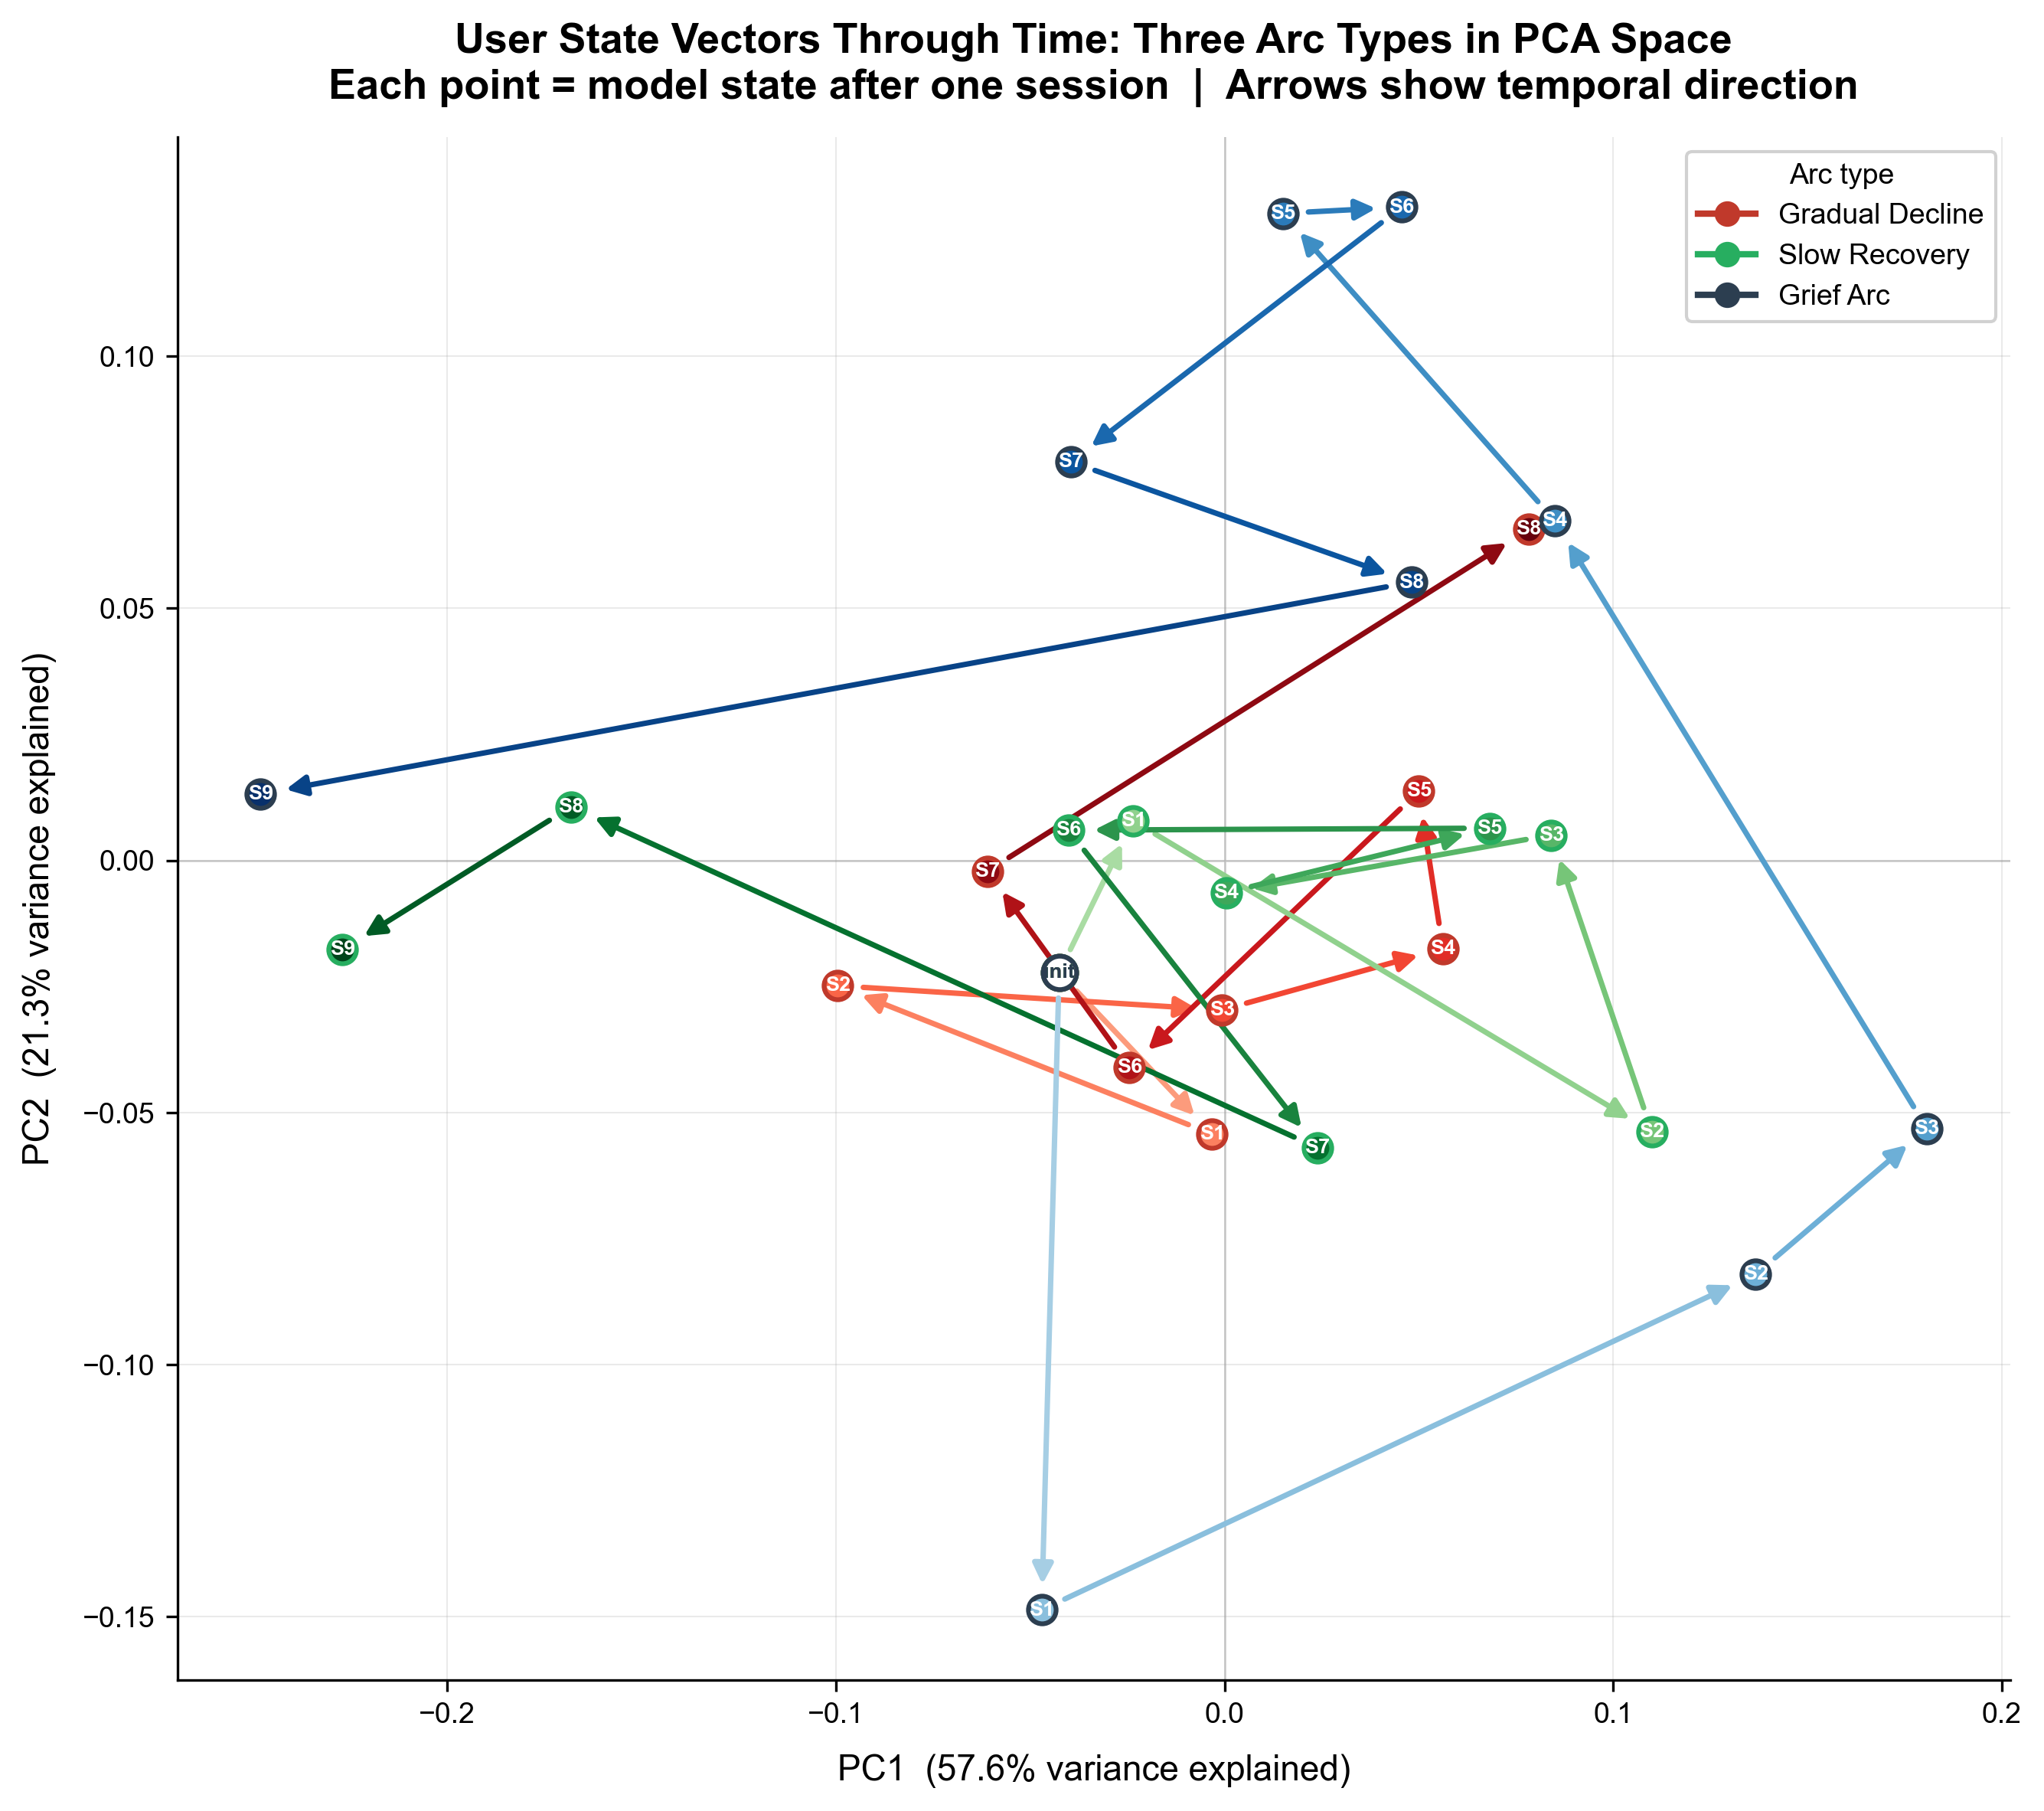 User State Vectors Through Time: Three Arc Types in PCA Space
Each point = model state after one session  |  Arrows show temporal direction
Arc type
Gradual Decline
Slow Recovery
Grief Arc
S5
S6
S7
S8
S4
S8
S9
S8
S6
S1
S5
S5
S3
S7
S4
S9
S2
init
S3
S4
S6
S1
S7
S2
S3
S2
S1
0.10
0.05
0.00
−0.05
−0.10
−0.15
PC2  (21.3% variance explained)
−0.2
−0.1
0.0
0.1
0.2
PC1  (57.6% variance explained)